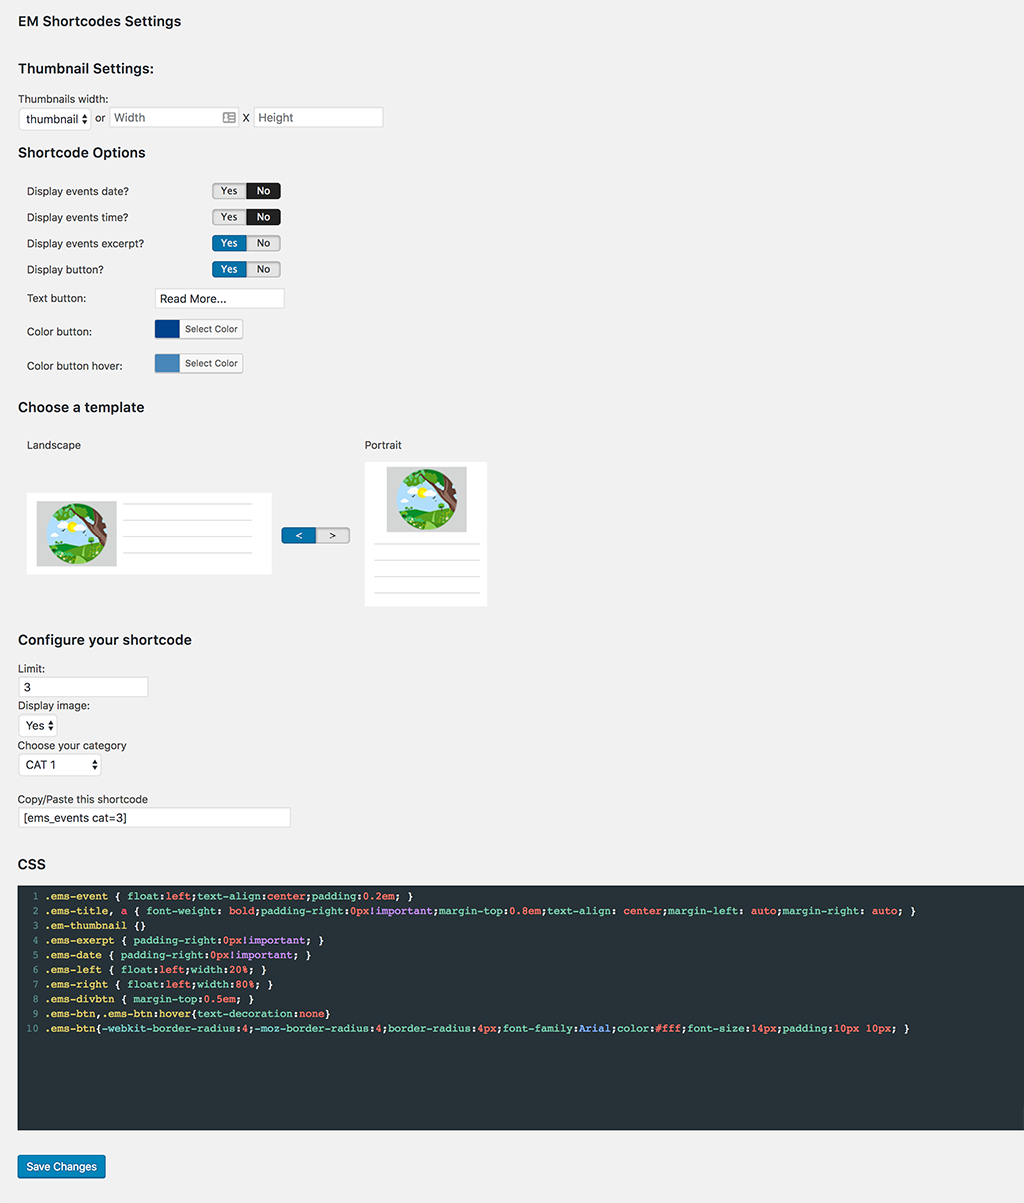 EM Shortcodes Settings
Thumbnail Settings:
Thumbnails width:
thumbnail or Width X Height
Shortcode Options
Display events date? Yes No
Display events time? Yes No
Display events excerpt? Yes No
Display button? Yes No
Text button: Read More...
Color button: Select Color
Color button hover: Select Color
Choose a template
Landscape Portrait
< >
Configure your shortcode
Limit:
3
Display image:
Yes
Choose your category
CAT 1
Copy/Paste this shortcode
[ems_events cat=3]
CSS
1 .ems-event { float:left;text-align:center;padding:0.2em; }
2 .ems-title, a { font-weight: bold;padding-right:0px!important;margin-top:0.8em;text-align: center;margin-left: auto;margin-right: auto; }
3 .em-thumbnail {}
4 .ems-exerpt { padding-right:0px!important; }
5 .ems-date { padding-right:0px!important; }
6 .ems-left { float:left;width:20%; }
7 .ems-right { float:left;width:80%; }
8 .ems-divbtn { margin-top:0.5em; }
9 .ems-btn,.ems-btn:hover{text-decoration:none}
10 .ems-btn{-webkit-border-radius:4;-moz-border-radius:4;border-radius:4px;font-family:Arial;color:#fff;font-size:14px;padding:10px 10px; }
Save Changes